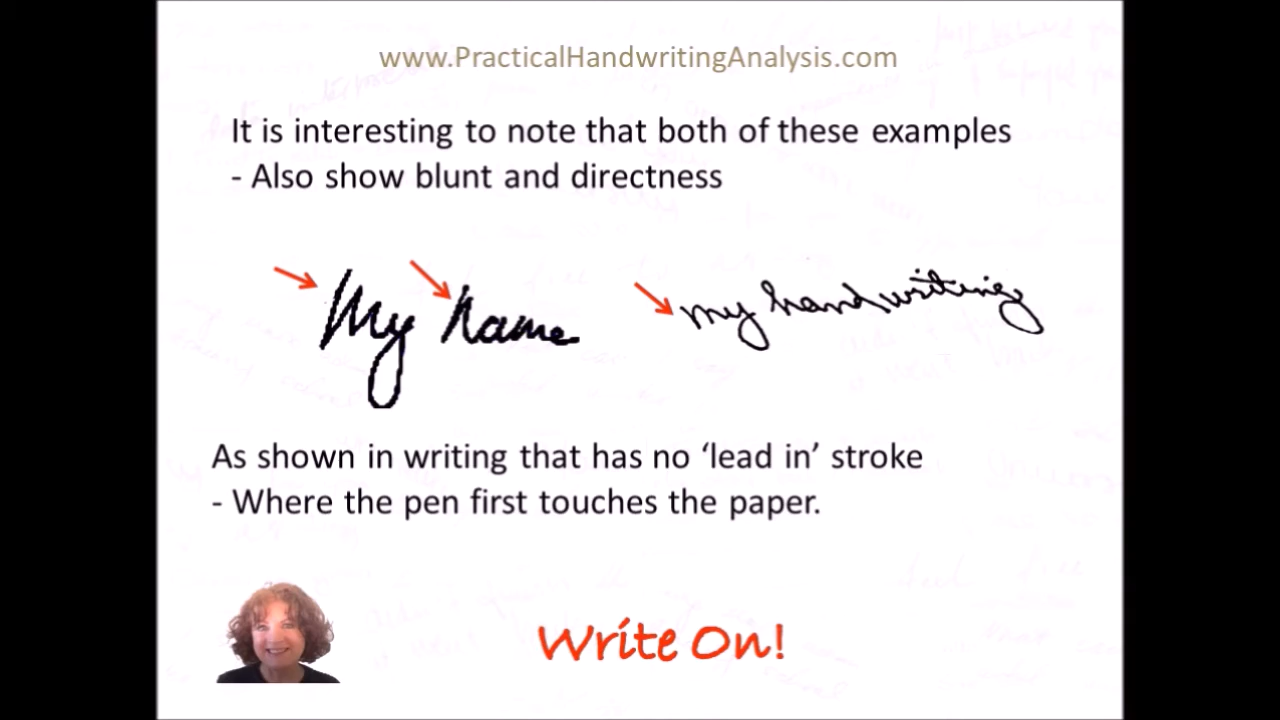 www.PracticalHandwritingAnalysis.com
It is interesting to note that both of these examples
- Also show blunt and directness
My name
my handwriting
As shown in writing that has no ‘lead in’ stroke
- Where the pen first touches the paper.
Write On!